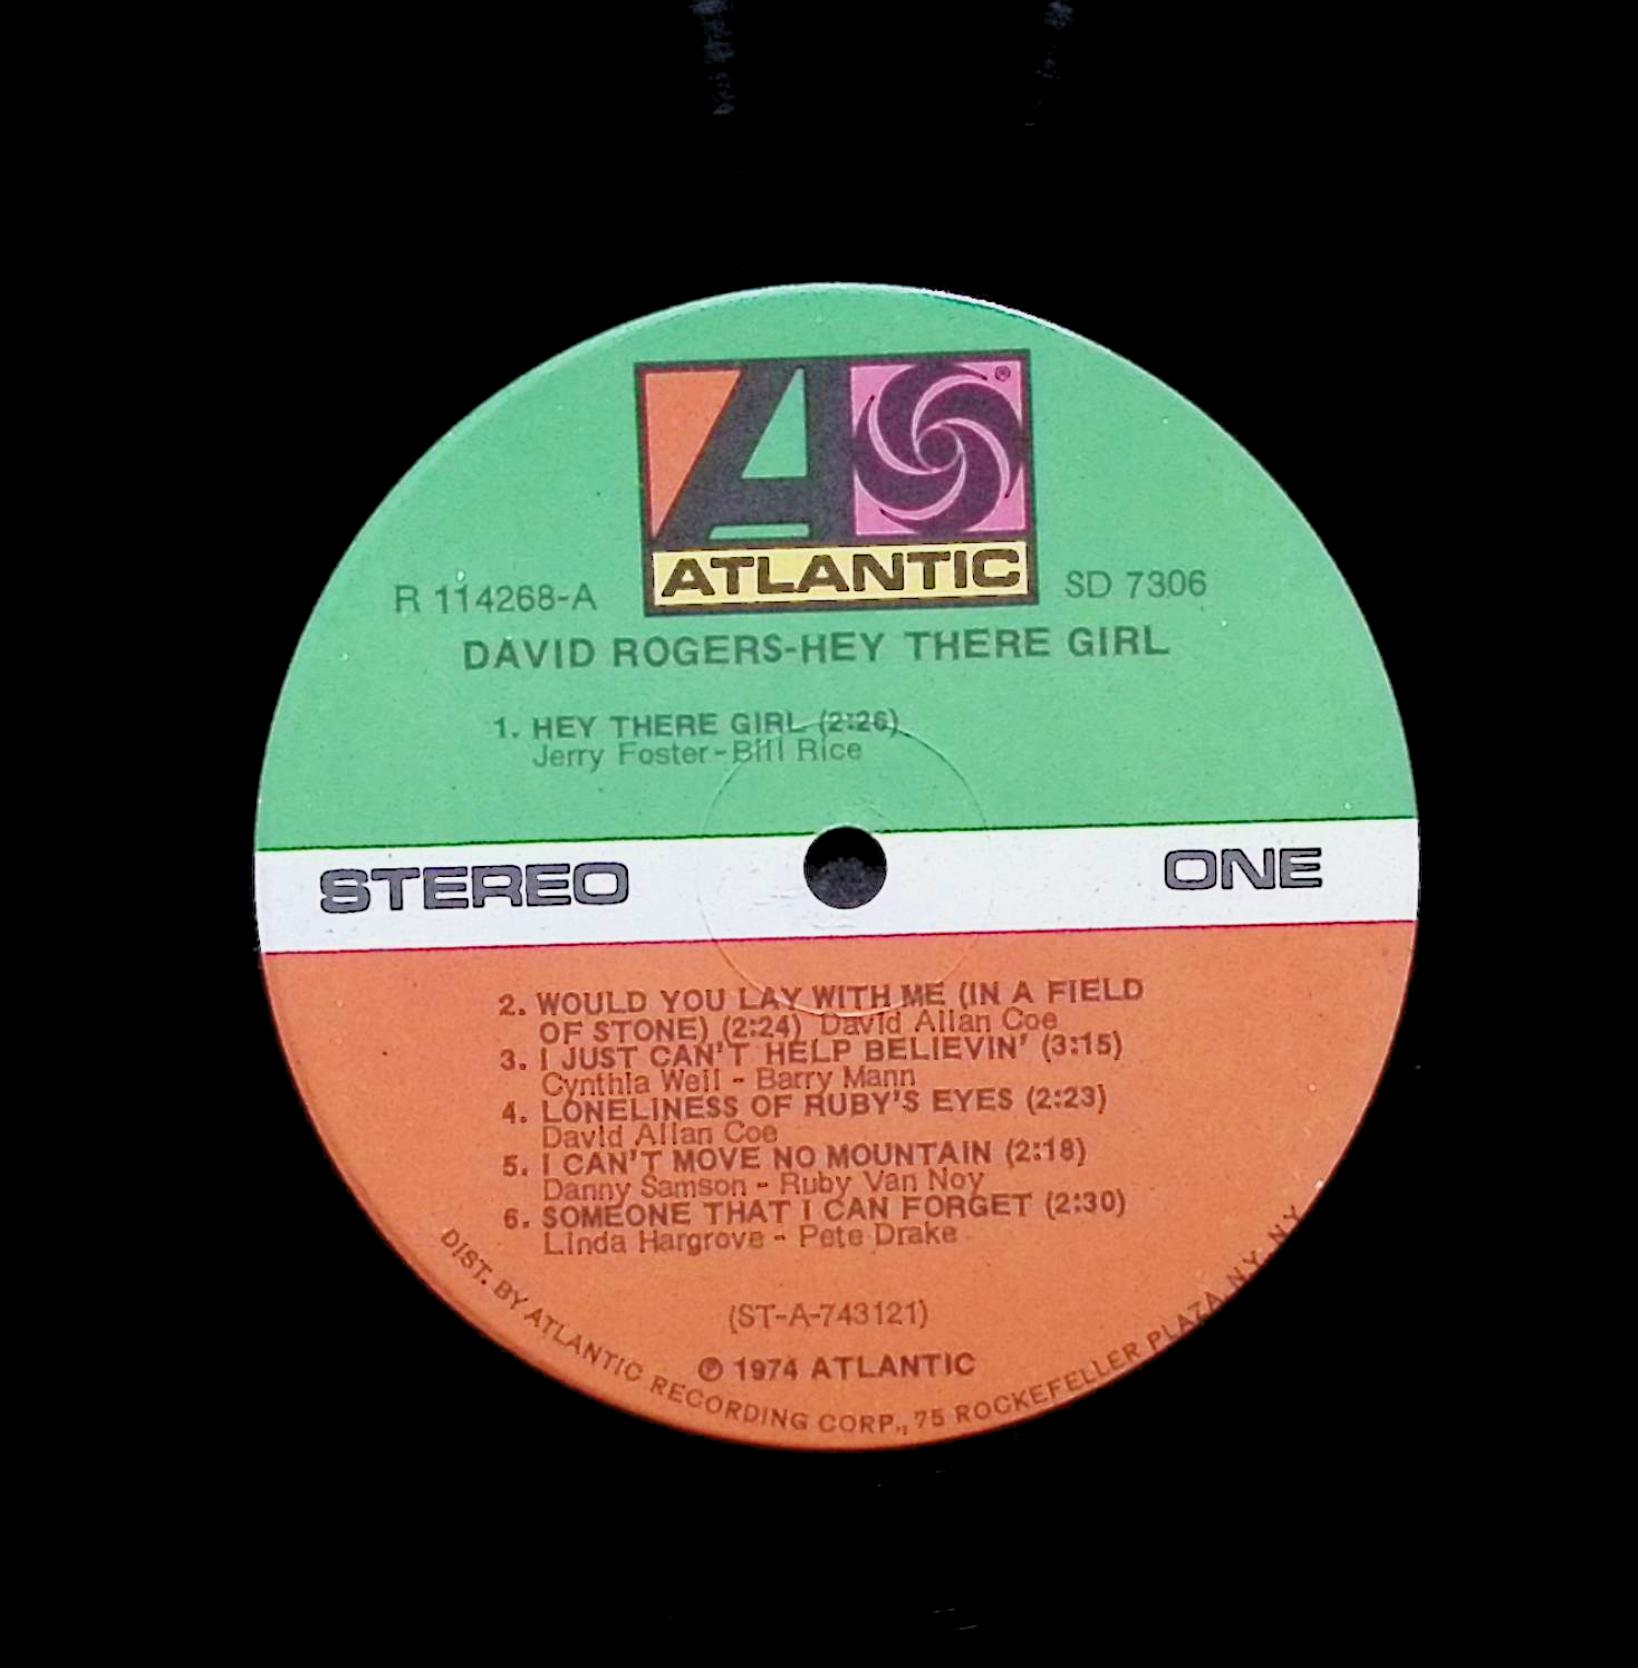 ATLANTIC
R 114268-A
SD 7306
DAVID ROGERS-HEY THERE GIRL
1. HEY THERE GIRL (2:26)
Jerry Foster-Bill Rice
STEREO
ONE
2. WOULD YOU LAY WITH ME (IN A FIELD
OF STONE) (2:24) David Allan Coe
3. I JUST CAN'T HELP BELIEVIN' (3:15)
Cynthia Weil - Barry Mann
4. LONELINESS OF RUBY'S EYES (2:23)
David Allan Coe
5. I CAN'T MOVE NO MOUNTAIN (2:18)
Danny Samson - Ruby Van Noy
6. SOMEONE THAT I CAN FORGET (2:30)
Linda Hargrove - Pete Drake
(ST-A-743121)
℗ 1974 ATLANTIC
DIST. BY ATLANTIC RECORDING CORP., 75 ROCKEFELLER PLAZA, N.Y. N.Y.